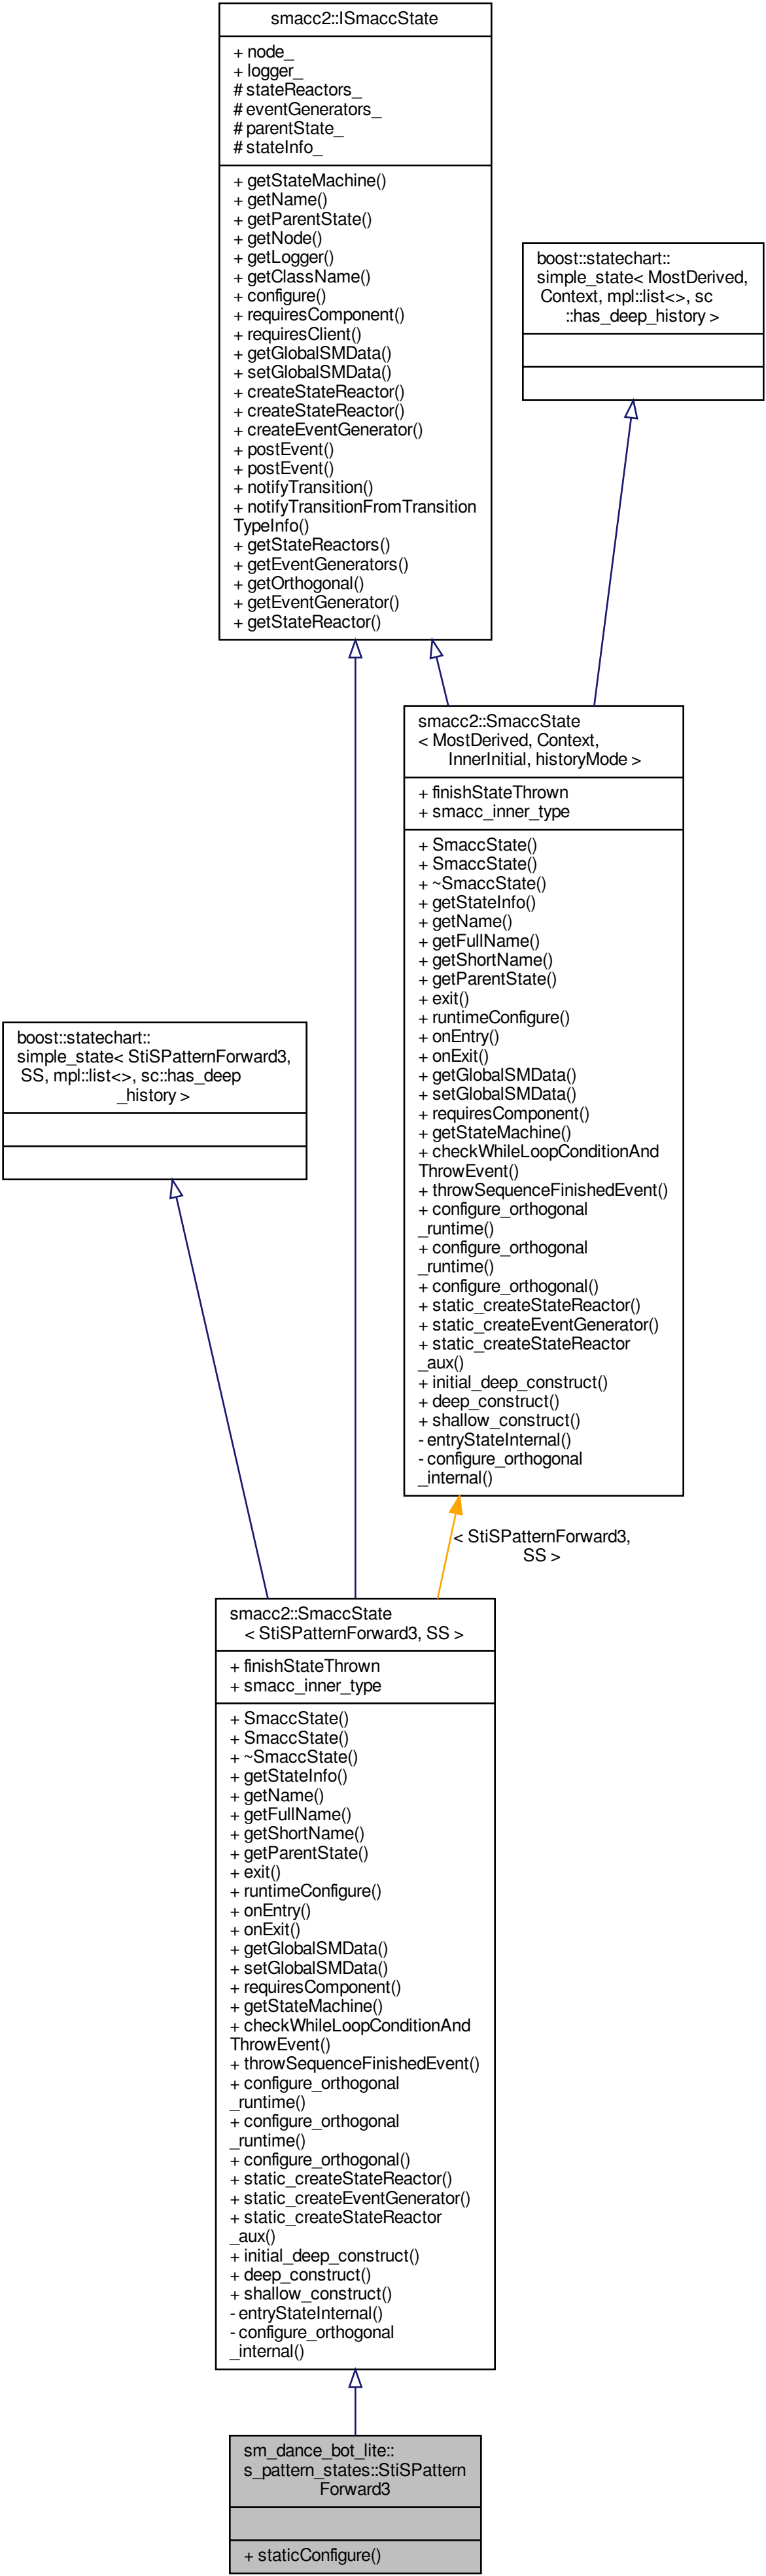 smacc2::ISmaccState
+ node_
+ logger_
# stateReactors_
# eventGenerators_
# parentState_
# stateInfo_
+ getStateMachine()
+ getName()
+ getParentState()
+ getNode()
+ getLogger()
+ getClassName()
+ configure()
+ requiresComponent()
+ requiresClient()
+ getGlobalSMData()
+ setGlobalSMData()
+ createStateReactor()
+ createStateReactor()
+ createEventGenerator()
+ postEvent()
+ postEvent()
+ notifyTransition()
+ notifyTransitionFromTransition
TypeInfo()
+ getStateReactors()
+ getEventGenerators()
+ getOrthogonal()
+ getEventGenerator()
+ getStateReactor()
boost::statechart::
simple_state< MostDerived,
Context, mpl::list<>, sc
::has_deep_history >
smacc2::SmaccState
< MostDerived, Context,
InnerInitial, historyMode >
+ finishStateThrown
+ smacc_inner_type
+ SmaccState()
+ SmaccState()
+ ~SmaccState()
+ getStateInfo()
+ getName()
+ getFullName()
+ getShortName()
+ getParentState()
+ exit()
+ runtimeConfigure()
+ onEntry()
+ onExit()
+ getGlobalSMData()
+ setGlobalSMData()
+ requiresComponent()
+ getStateMachine()
+ checkWhileLoopConditionAnd
ThrowEvent()
+ throwSequenceFinishedEvent()
+ configure_orthogonal
_runtime()
+ configure_orthogonal
_runtime()
+ configure_orthogonal()
+ static_createStateReactor()
+ static_createEventGenerator()
+ static_createStateReactor
_aux()
+ initial_deep_construct()
+ deep_construct()
+ shallow_construct()
- entryStateInternal()
- configure_orthogonal
_internal()
boost::statechart::
simple_state< StiSPatternForward3,
SS, mpl::list<>, sc::has_deep
_history >
< StiSPatternForward3,
SS >
smacc2::SmaccState
< StiSPatternForward3, SS >
+ finishStateThrown
+ smacc_inner_type
+ SmaccState()
+ SmaccState()
+ ~SmaccState()
+ getStateInfo()
+ getName()
+ getFullName()
+ getShortName()
+ getParentState()
+ exit()
+ runtimeConfigure()
+ onEntry()
+ onExit()
+ getGlobalSMData()
+ setGlobalSMData()
+ requiresComponent()
+ getStateMachine()
+ checkWhileLoopConditionAnd
ThrowEvent()
+ throwSequenceFinishedEvent()
+ configure_orthogonal
_runtime()
+ configure_orthogonal
_runtime()
+ configure_orthogonal()
+ static_createStateReactor()
+ static_createEventGenerator()
+ static_createStateReactor
_aux()
+ initial_deep_construct()
+ deep_construct()
+ shallow_construct()
- entryStateInternal()
- configure_orthogonal
_internal()
sm_dance_bot_lite::
s_pattern_states::StiSPattern
Forward3
+ staticConfigure()